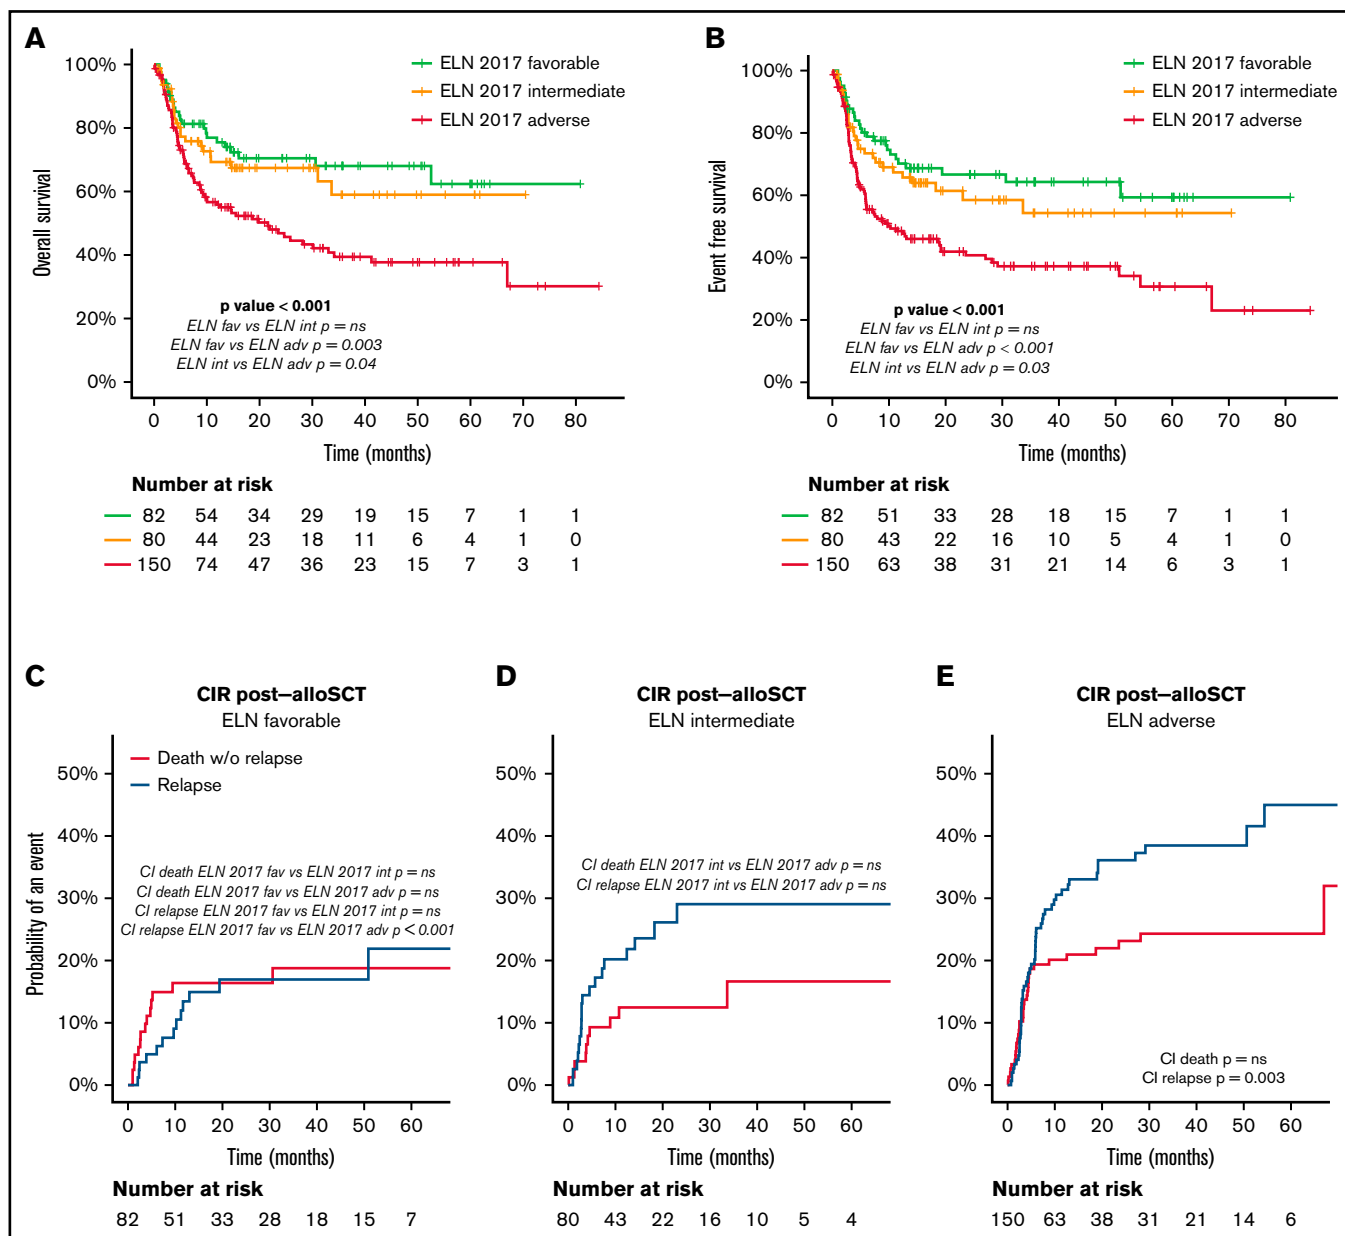 A
100%
80%
60%
40%
20%
0%
Overall survival
ELN 2017 favorable
ELN 2017 intermediate
ELN 2017 adverse
p value < 0.001
ELN fav vs ELN int p = ns
ELN fav vs ELN adv p = 0.003
ELN int vs ELN adv p = 0.04
0 10 20 30 40 50 60 70 80
Time (months)
Number at risk
82 54 34 29 19 15 7 1 1
80 44 23 18 11 6 4 1 0
150 74 47 36 23 15 7 3 1
B
100%
80%
60%
40%
20%
0%
Event free survival
ELN 2017 favorable
ELN 2017 intermediate
ELN 2017 adverse
p value < 0.001
ELN fav vs ELN int p = ns
ELN fav vs ELN adv p < 0.001
ELN int vs ELN adv p = 0.03
0 10 20 30 40 50 60 70 80
Time (months)
Number at risk
82 51 33 28 18 15 7 1 1
80 43 22 16 10 5 4 1 0
150 63 38 31 21 14 6 3 1
C
CIR post–alloSCT
ELN favorable
Death w/o relapse
Relapse
50%
40%
30%
20%
10%
0%
Probability of an event
CI death ELN 2017 fav vs ELN 2017 int p = ns
CI death ELN 2017 fav vs ELN 2017 adv p = ns
CI relapse ELN 2017 fav vs ELN 2017 int p = ns
CI relapse ELN 2017 fav vs ELN 2017 adv p < 0.001
0 10 20 30 40 50 60
Time (months)
Number at risk
82 51 33 28 18 15 7
D
CIR post–alloSCT
ELN intermediate
50%
40%
30%
20%
10%
0%
CI death ELN 2017 int vs ELN 2017 adv p = ns
CI relapse ELN 2017 int vs ELN 2017 adv p = ns
0 10 20 30 40 50 60
Time (months)
Number at risk
80 43 22 16 10 5 4
E
CIR post–alloSCT
ELN adverse
50%
40%
30%
20%
10%
0%
CI death p = ns
CI relapse p = 0.003
0 10 20 30 40 50 60
Time (months)
Number at risk
150 63 38 31 21 14 6